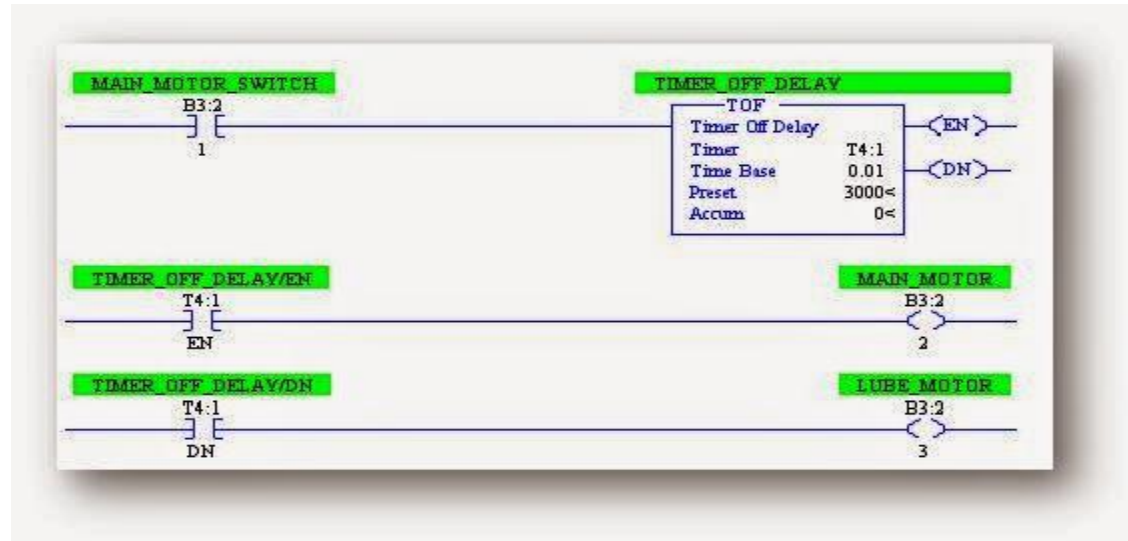 MAIN_MOTOR_SWITCH
B3:2
1
TIMER_OFF_DELAY
TOF
Timer Off Delay
Timer T4:1
Time Base 0.01
Preset 3000<
Accum 0<
EN
DN
TIMER_OFF_DELAY/EN
T4:1
EN
MAIN_MOTOR
B3:2
2
TIMER_OFF_DELAY/DN
T4:1
DN
LUBE_MOTOR
B3:2
3